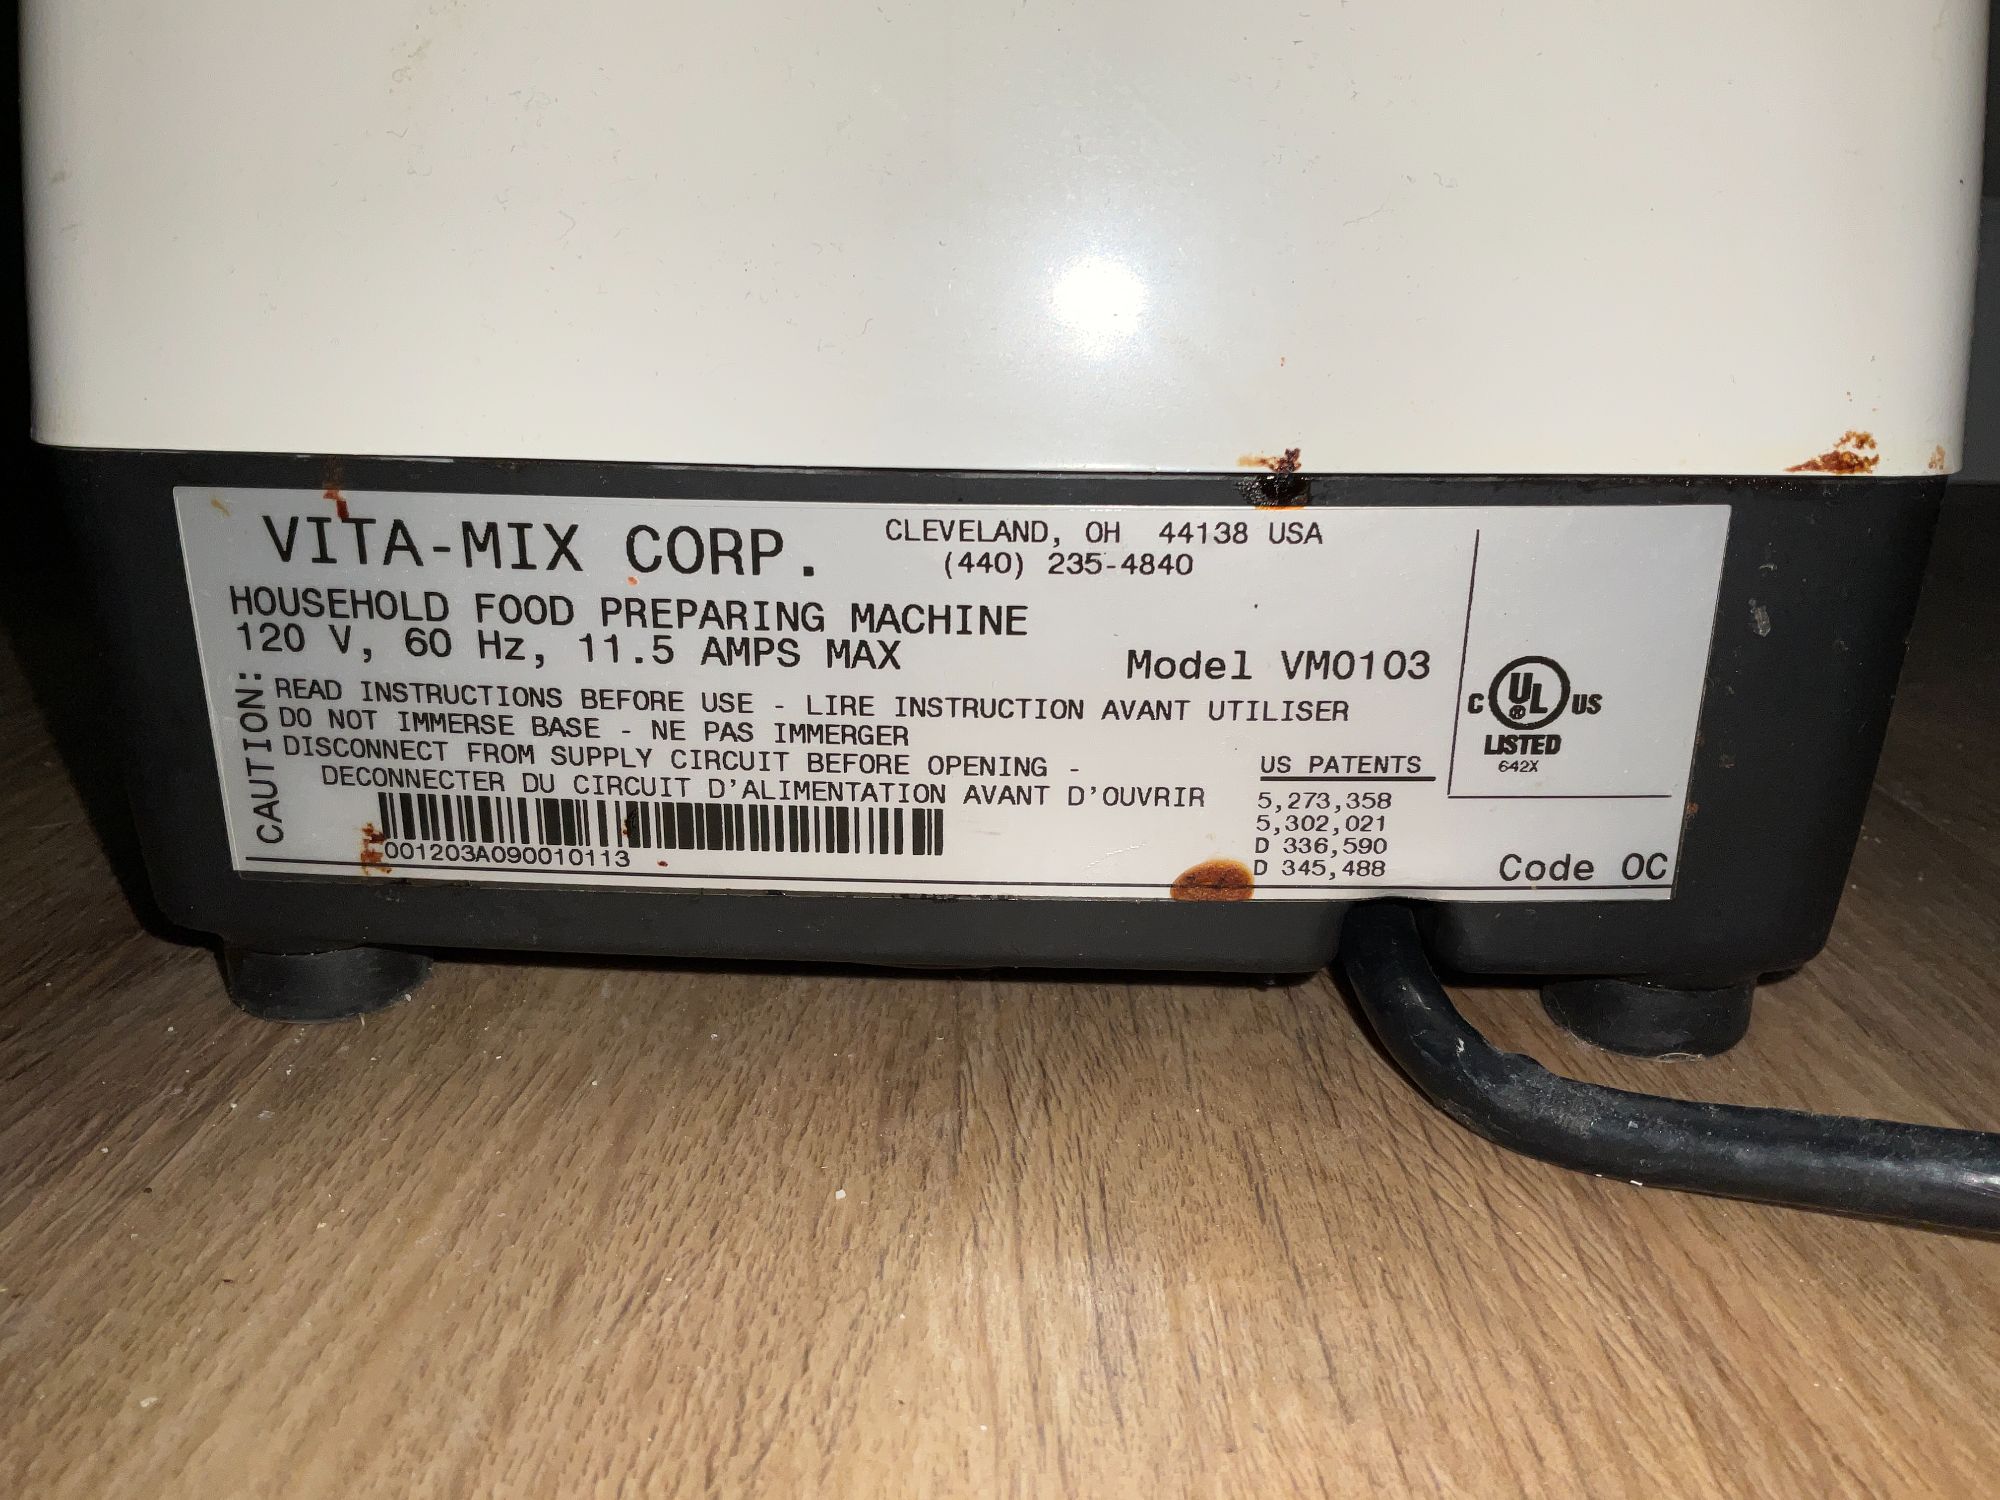 VITA-MIX CORP.
CLEVELAND, OH 44138 USA
(440) 235-4840
HOUSEHOLD FOOD PREPARING MACHINE
120 V, 60 Hz, 11.5 AMPS MAX
Model VM0103
CAUTION:
READ INSTRUCTIONS BEFORE USE - LIRE INSTRUCTION AVANT UTILISER
DO NOT IMMERSE BASE - NE PAS IMMERGER
DISCONNECT FROM SUPPLY CIRCUIT BEFORE OPENING -
DECONNECTER DU CIRCUIT D'ALIMENTATION AVANT D'OUVRIR
001203A090010113
US PATENTS
5,273,358
5,302,021
D 336,590
D 345,488
C UL US
LISTED
642X
Code OC